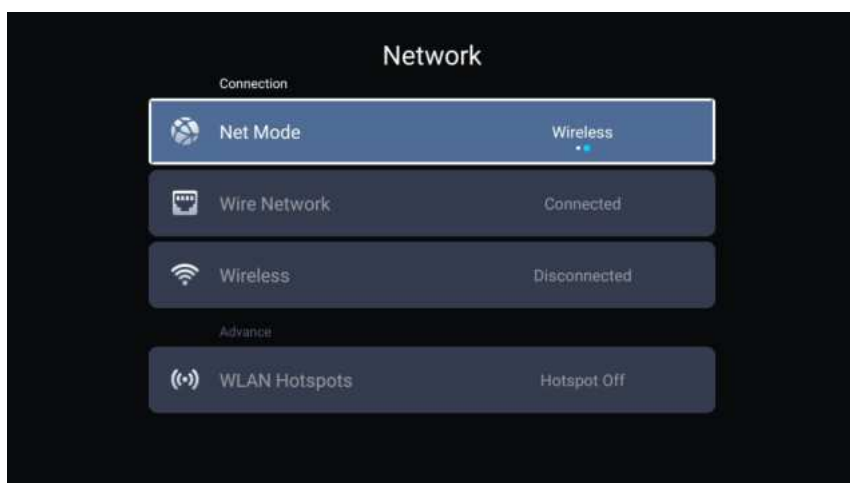 Network
Connection
Net Mode Wireless
Wire Network Connected
Wireless Disconnected
Advance
WLAN Hotspots Hotspot Off